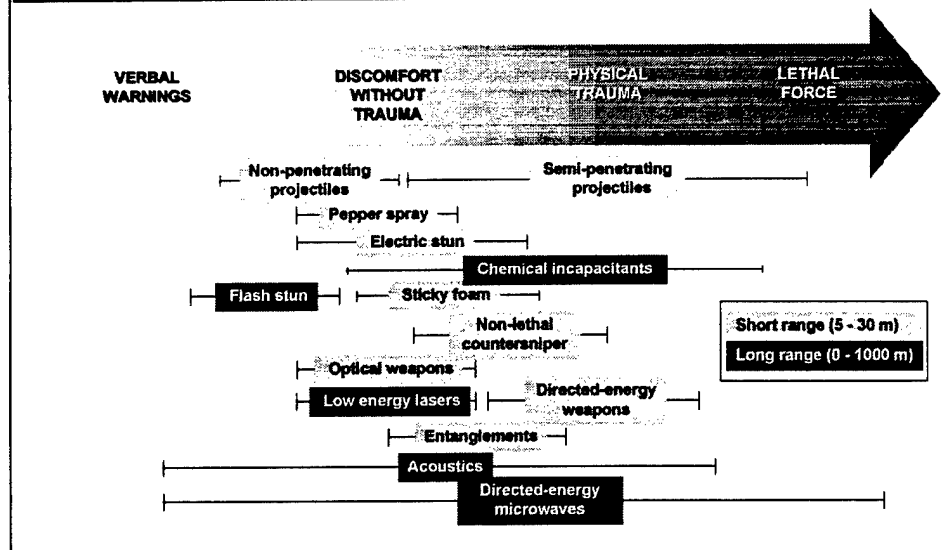 VERBAL
WARNINGS
DISCOMFORT
WITHOUT
TRAUMA
PHYSICAL
TRAUMA
LETHAL
FORCE
Non-penetrating
projectiles
Semi-penetrating
projectiles
Pepper spray
Electric stun
Chemical incapacitants
Flash stun
Sticky foam
Non-lethal
countersniper
Short range (5 - 30 m)
Long range (0 - 1000 m)
Optical weapons
Low energy lasers
Directed-energy
weapons
Entanglements
Acoustics
Directed-energy
microwaves